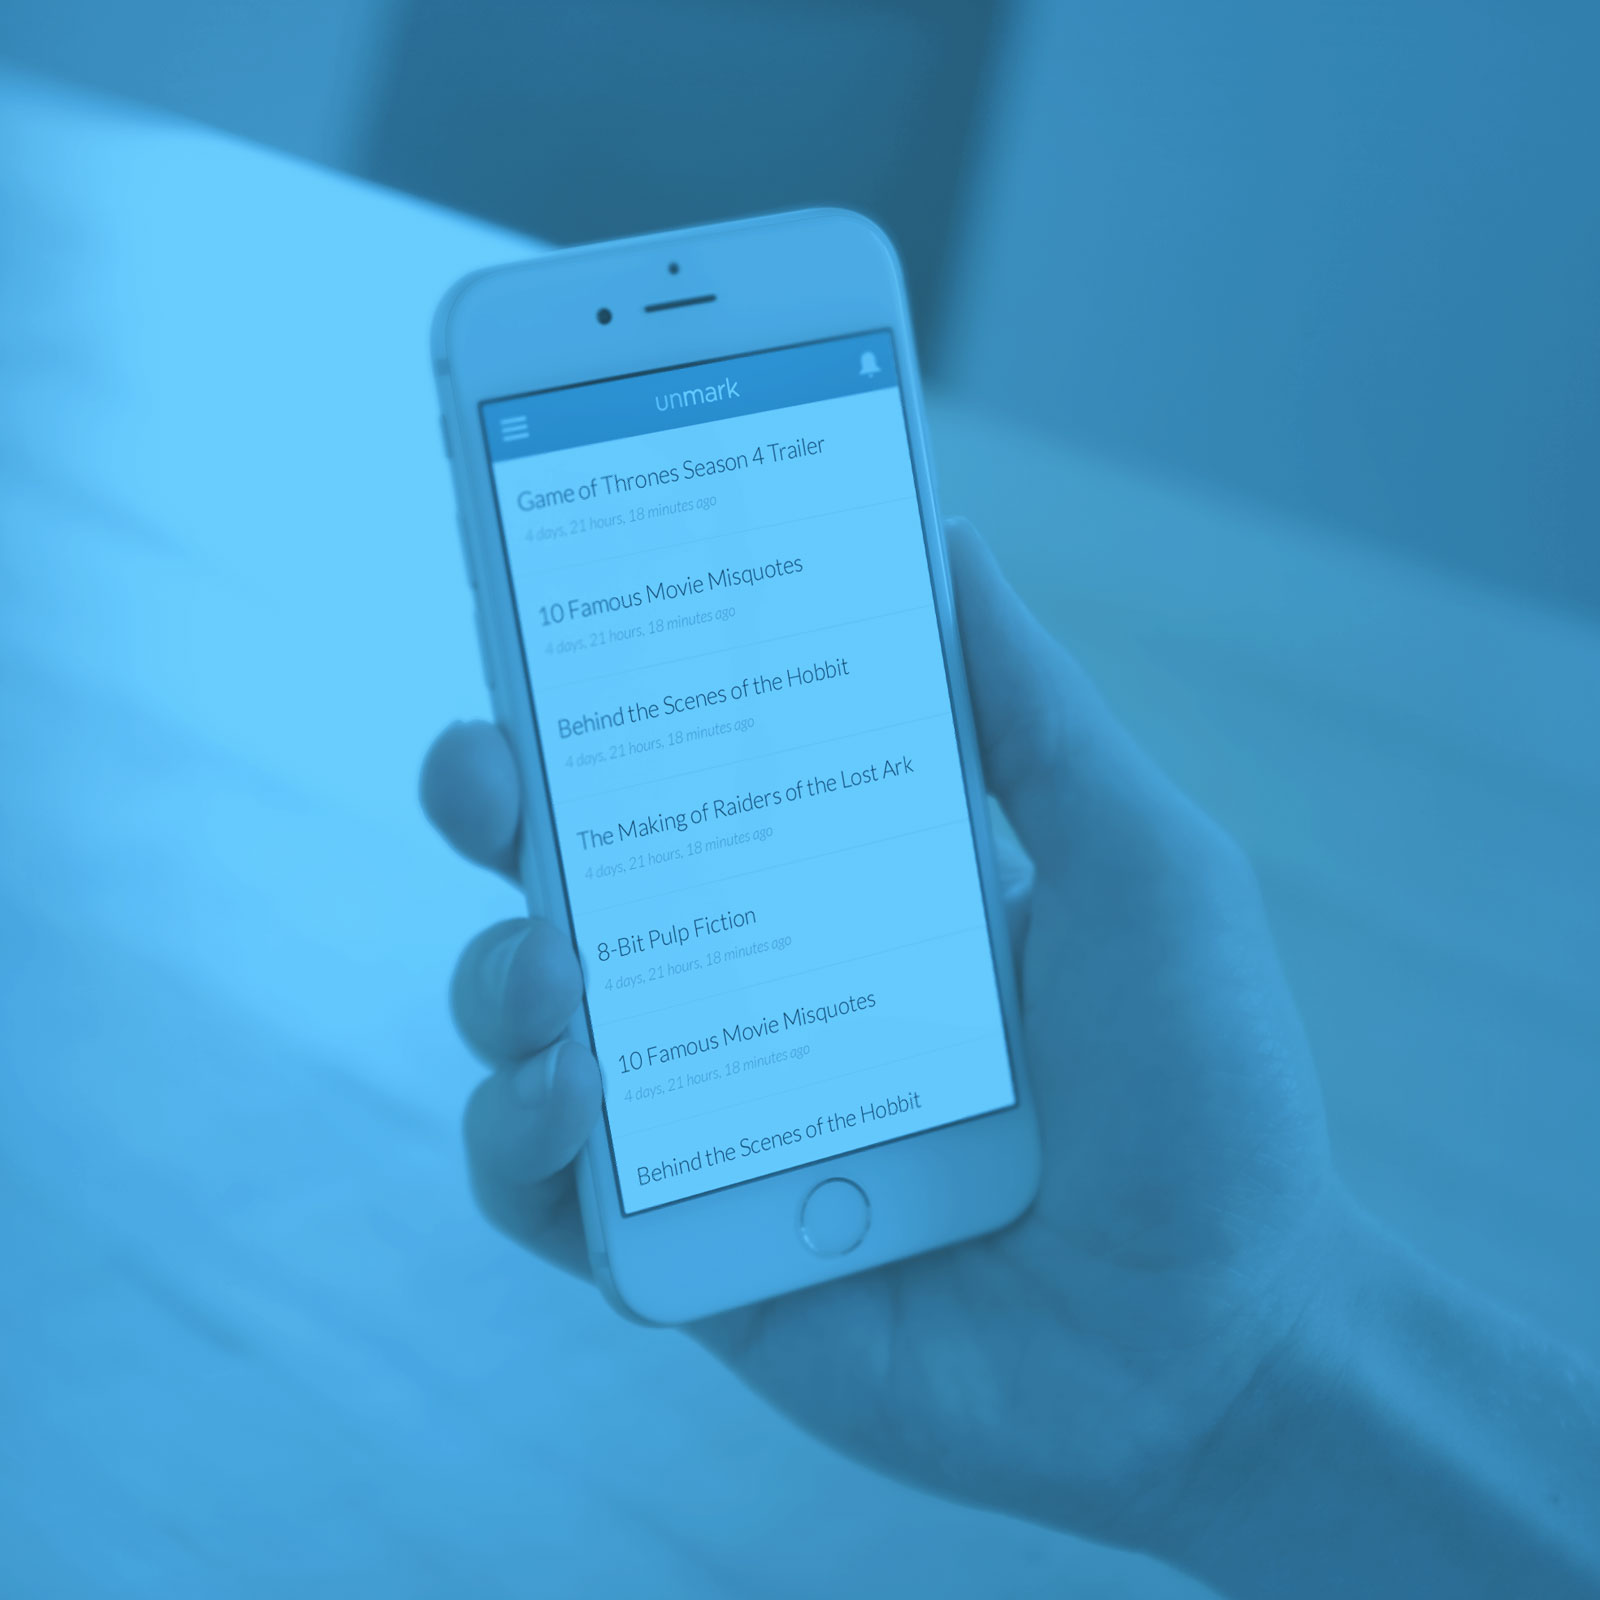 unmark
Game of Thrones Season 4 Trailer
4 days, 21 hours, 18 minutes ago
10 Famous Movie Misquotes
4 days, 21 hours, 18 minutes ago
Behind the Scenes of the Hobbit
4 days, 21 hours, 18 minutes ago
The Making of Raiders of the Lost Ark
4 days, 21 hours, 18 minutes ago
8-Bit Pulp Fiction
4 days, 21 hours, 18 minutes ago
10 Famous Movie Misquotes
4 days, 21 hours, 18 minutes ago
Behind the Scenes of the Hobbit